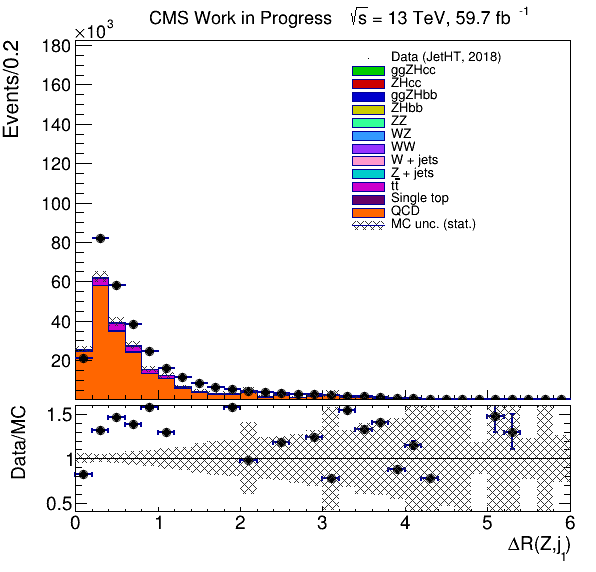 CMS Work in Progress √s = 13 TeV, 59.7 fb⁻¹
×10³
Events/0.2
180
160
140
120
100
80
60
40
20
Data (JetHT, 2018)
ggZHcc
ZHcc
ggZHbb
ZHbb
ZZ
WZ
WW
W + jets
Z + jets
tt̄
Single top
QCD
MC unc. (stat.)
Data/MC
1.5
1
0.5
0 1 2 3 4 5 6
ΔR(Z,j₁)